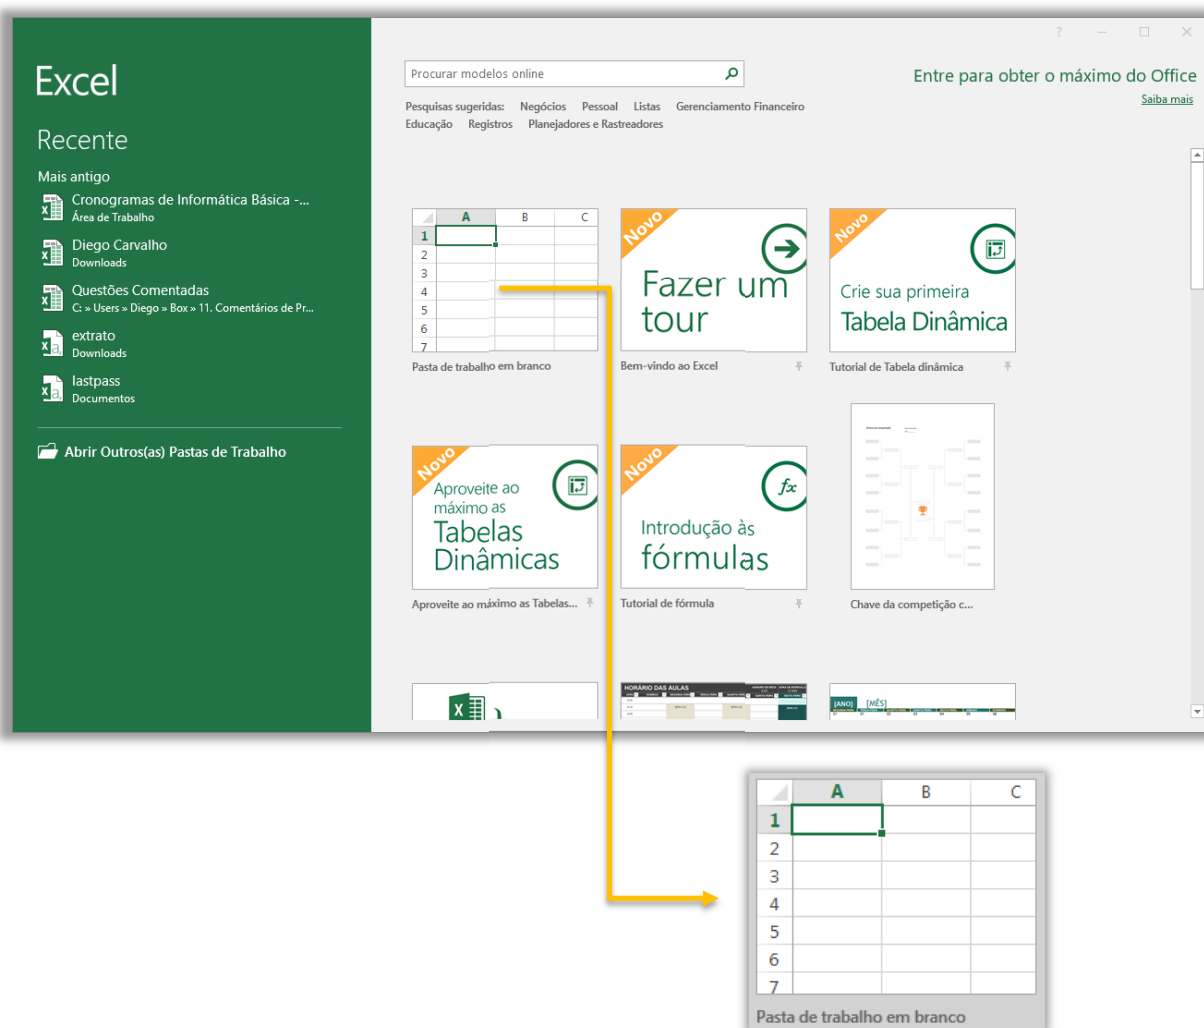 Excel
Recente
Mais antigo
Cronogramas de Informática Básica -...
Área de Trabalho
Diego Carvalho
Downloads
Questões Comentadas
C: » Users » Diego » Box » 11. Comentários de Pr...
extrato
Downloads
lastpass
Documentos
Abrir Outros(as) Pastas de Trabalho
?
Procurar modelos online
Entre para obter o máximo do Office
Saiba mais
Pesquisas sugeridas: Negócios Pessoal Listas Gerenciamento Financeiro
Educação Registros Planejadores e Rastreadores
A B C
1
2
3
4
5
6
7
Pasta de trabalho em branco
Novo
Fazer um
tour
Bem-vindo ao Excel
Novo
Crie sua primeira
Tabela Dinâmica
Tutorial de Tabela dinâmica
Novo
Aproveite ao
máximo as
Tabelas
Dinâmicas
Aproveite ao máximo as Tabelas...
Novo
fx
Introdução às
fórmulas
Tutorial de fórmula
Chave da competição c...
X
HORÁRIO DAS AULAS
[ANO] [MÊS]
A B C
1
2
3
4
5
6
7
Pasta de trabalho em branco